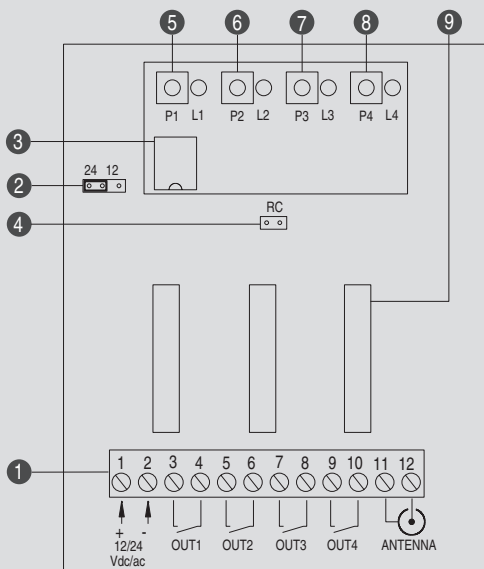 5 6 7 8 9
P1 L1 P2 L2 P3 L3 P4 L4
3
24 12
2
RC
4
1
1 2 3 4 5 6 7 8 9 10 11 12
+ -
12/24
Vdc/ac
OUT1 OUT2 OUT3 OUT4 ANTENNA